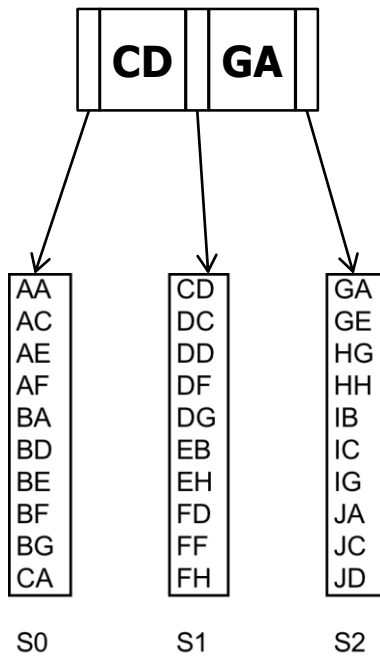 CD GA
AA
AC
AE
AF
BA
BD
BE
BF
BG
CA
S0
CD
DC
DD
DF
DG
EB
EH
FD
FF
FH
S1
GA
GE
HG
HH
IB
IC
IG
JA
JC
JD
S2